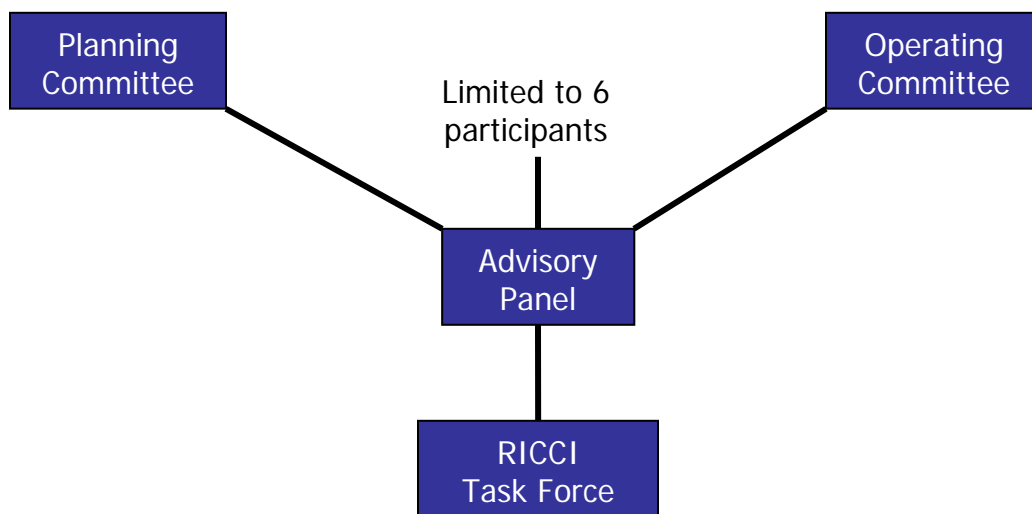 Planning
Committee
Operating
Committee
Limited to 6
participants
Advisory
Panel
RICCI
Task Force